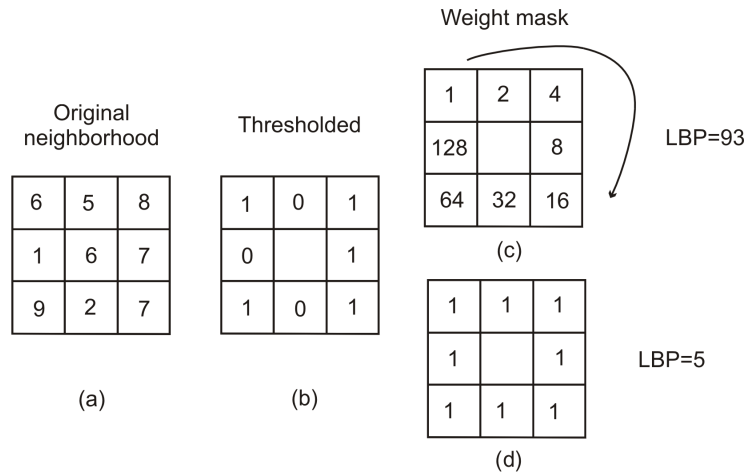 Weight mask
1 2 4
128 8
64 32 16
LBP=93
(c)
Original
neighborhood
6 5 8
1 6 7
9 2 7
(a)
Thresholded
1 0 1
0 1
1 0 1
(b)
1 1 1
1 1
1 1 1
LBP=5
(d)